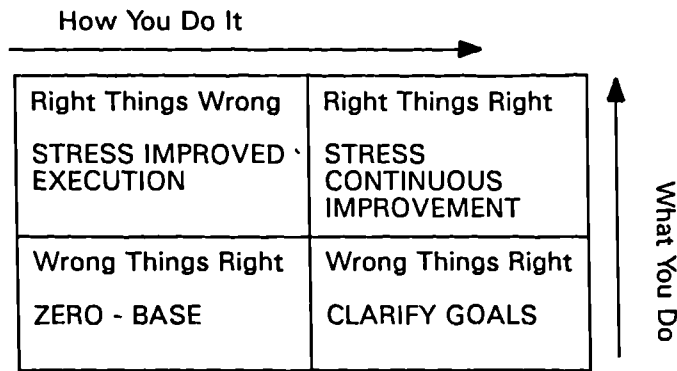 How You Do It
Right Things Wrong
STRESS IMPROVED
EXECUTION
Right Things Right
STRESS
CONTINUOUS
IMPROVEMENT
Wrong Things Right
ZERO - BASE
Wrong Things Right
CLARIFY GOALS
What You Do